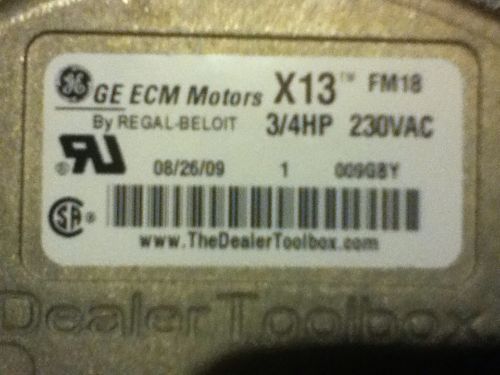 GE ECM Motors X13™ FM18
By REGAL-BELOIT 3/4HP 230VAC
08/26/09 1 009GBY
www.TheDealerToolbox.com
Dealer Toolbox